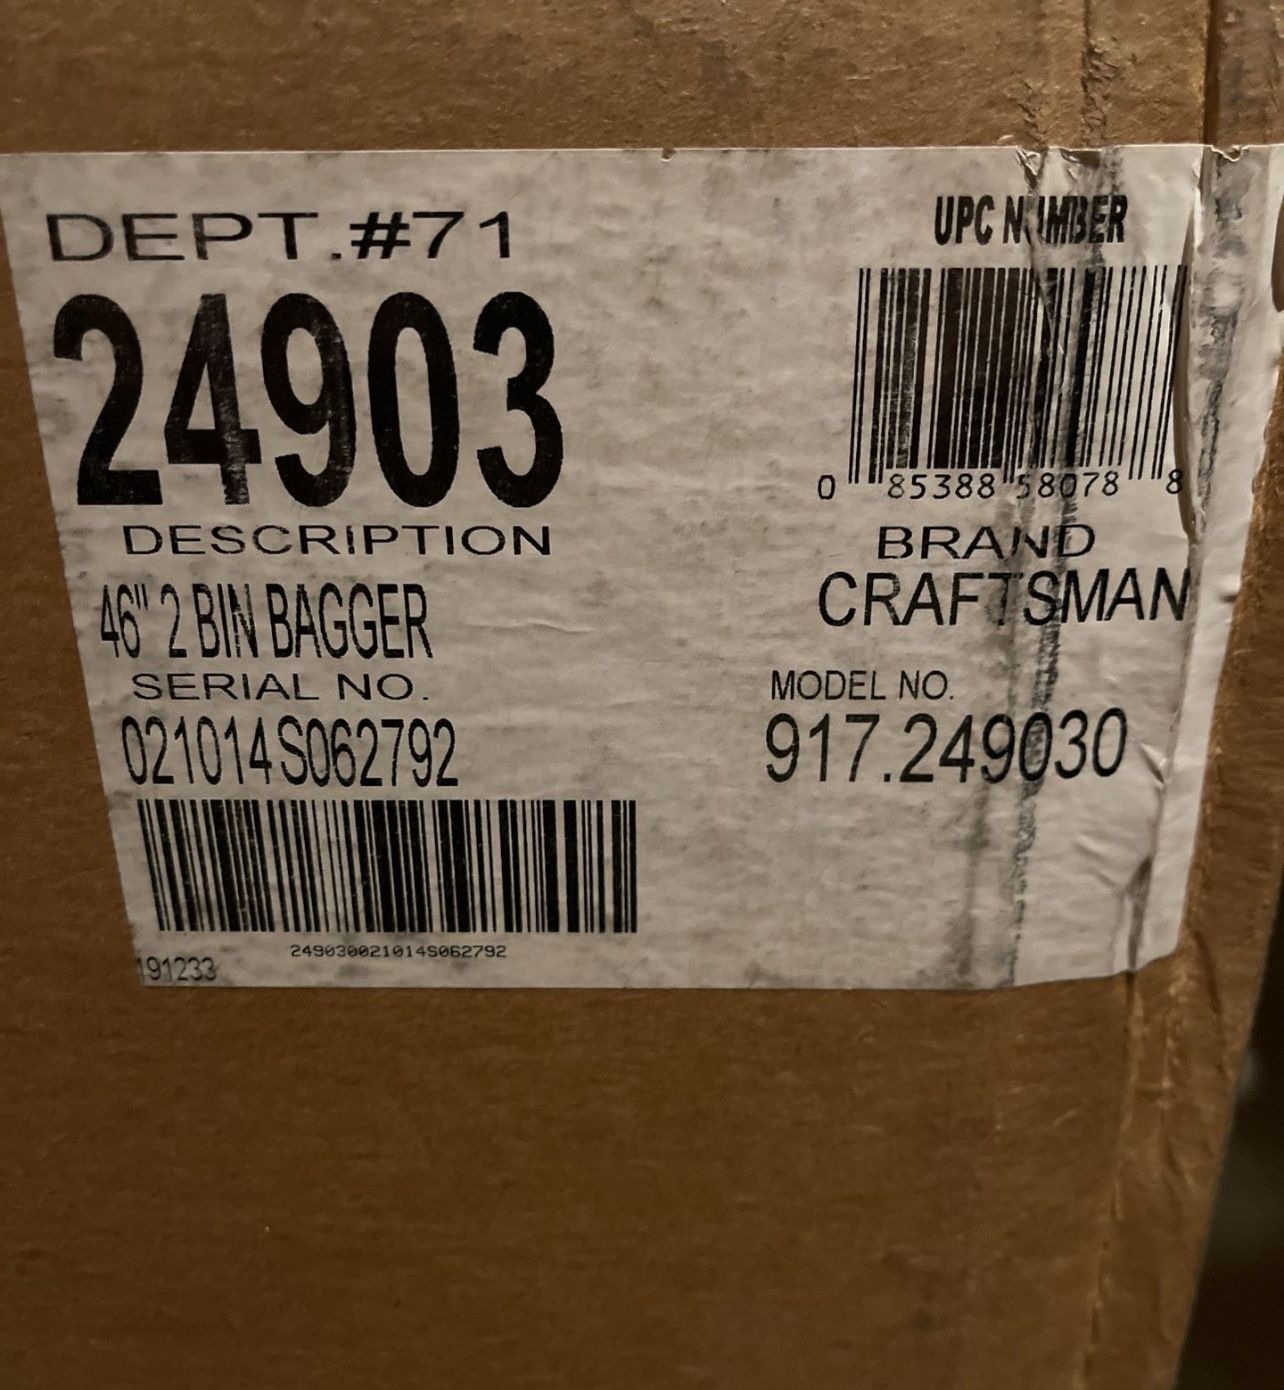 DEPT.#71
24903
DESCRIPTION
46" 2 BIN BAGGER
SERIAL NO.
021014S062792
249030021014S062792
191233
UPC NUMBER
0 85388 58078 8
BRAND
CRAFTSMAN
MODEL NO.
917.249030